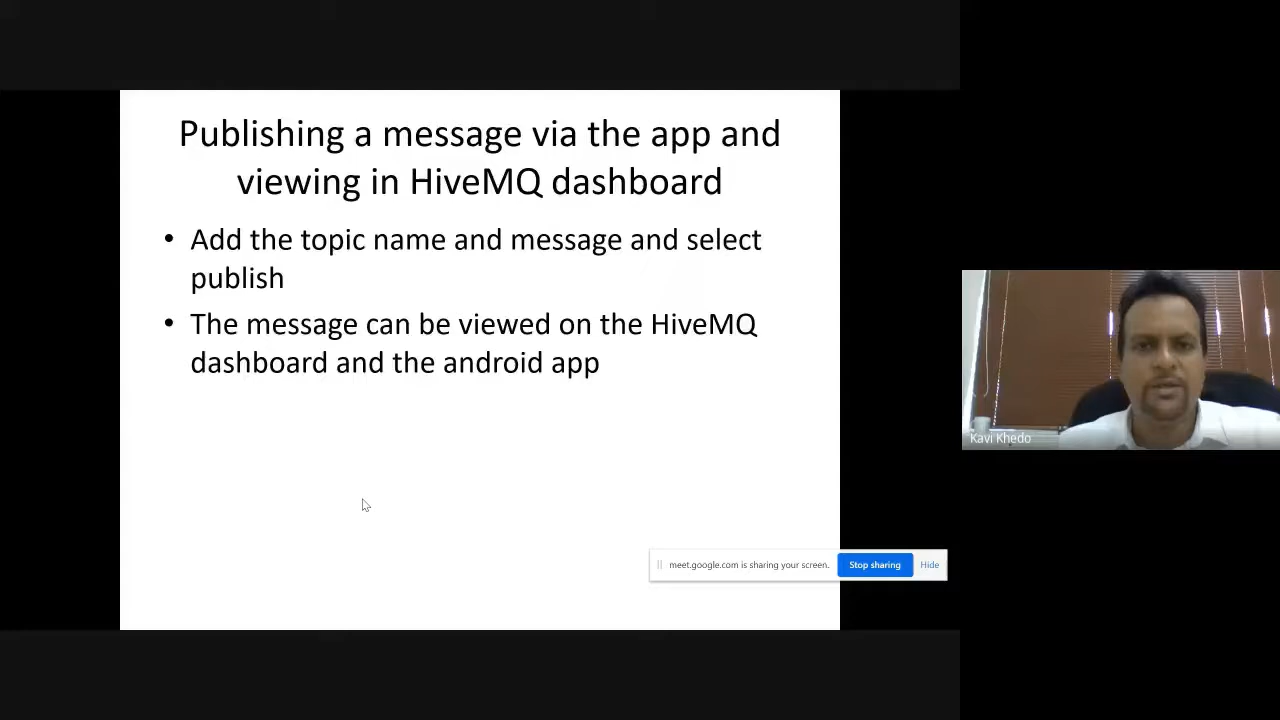 Publishing a message via the app and
viewing in HiveMQ dashboard
• Add the topic name and message and select
publish
• The message can be viewed on the HiveMQ
dashboard and the android app
Kavi Khedo
meet.google.com is sharing your screen. Stop sharing Hide